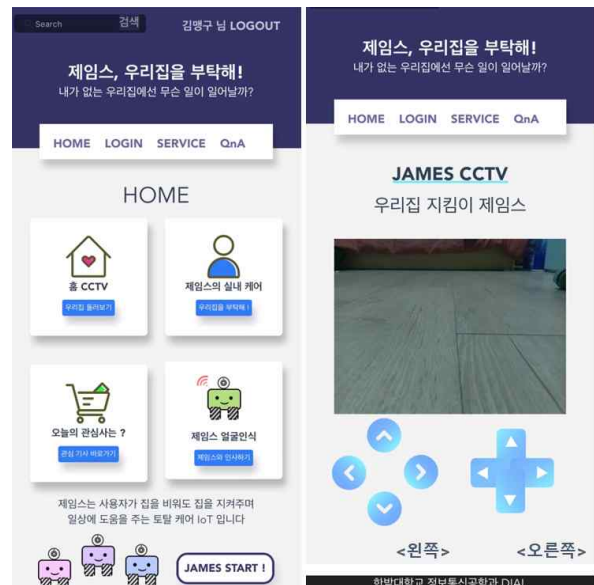 Search 검색
김맹구 님 LOGOUT
제임스, 우리집을 부탁해!
내가 없는 우리집에선 무슨 일이 일어날까?
HOME LOGIN SERVICE QnA
HOME
홈 CCTV
우리집 둘러보기
제임스의 실내 케어
우리집을 부탁해 !
오늘의 관심사는 ?
관심 기사 바로가기
제임스 얼굴인식
제임스와 인사하기
제임스는 사용자가 집을 비워도 집을 지켜주며
일상에 도움을 주는 토탈 케어 IoT 입니다
JAMES START !
제임스, 우리집을 부탁해!
내가 없는 우리집에선 무슨 일이 일어날까?
HOME LOGIN SERVICE QnA
JAMES CCTV
우리집 지킴이 제임스
<왼쪽> <오른쪽>
한밭대학교 정보통신공학과 DIAL